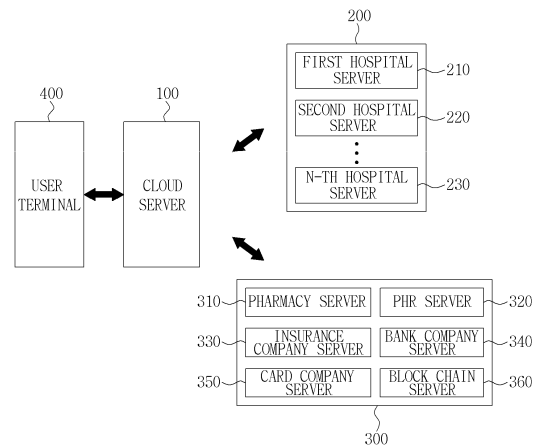 200
FIRST HOSPITAL
SERVER
210
SECOND HOSPITAL
SERVER
220
N-TH HOSPITAL
SERVER
230
400
USER
TERMINAL
100
CLOUD
SERVER
310
PHARMACY SERVER
PHR SERVER
320
330
INSURANCE
COMPANY SERVER
BANK COMPANY
SERVER
340
350
CARD COMPANY
SERVER
BLOCK CHAIN
SERVER
360
300